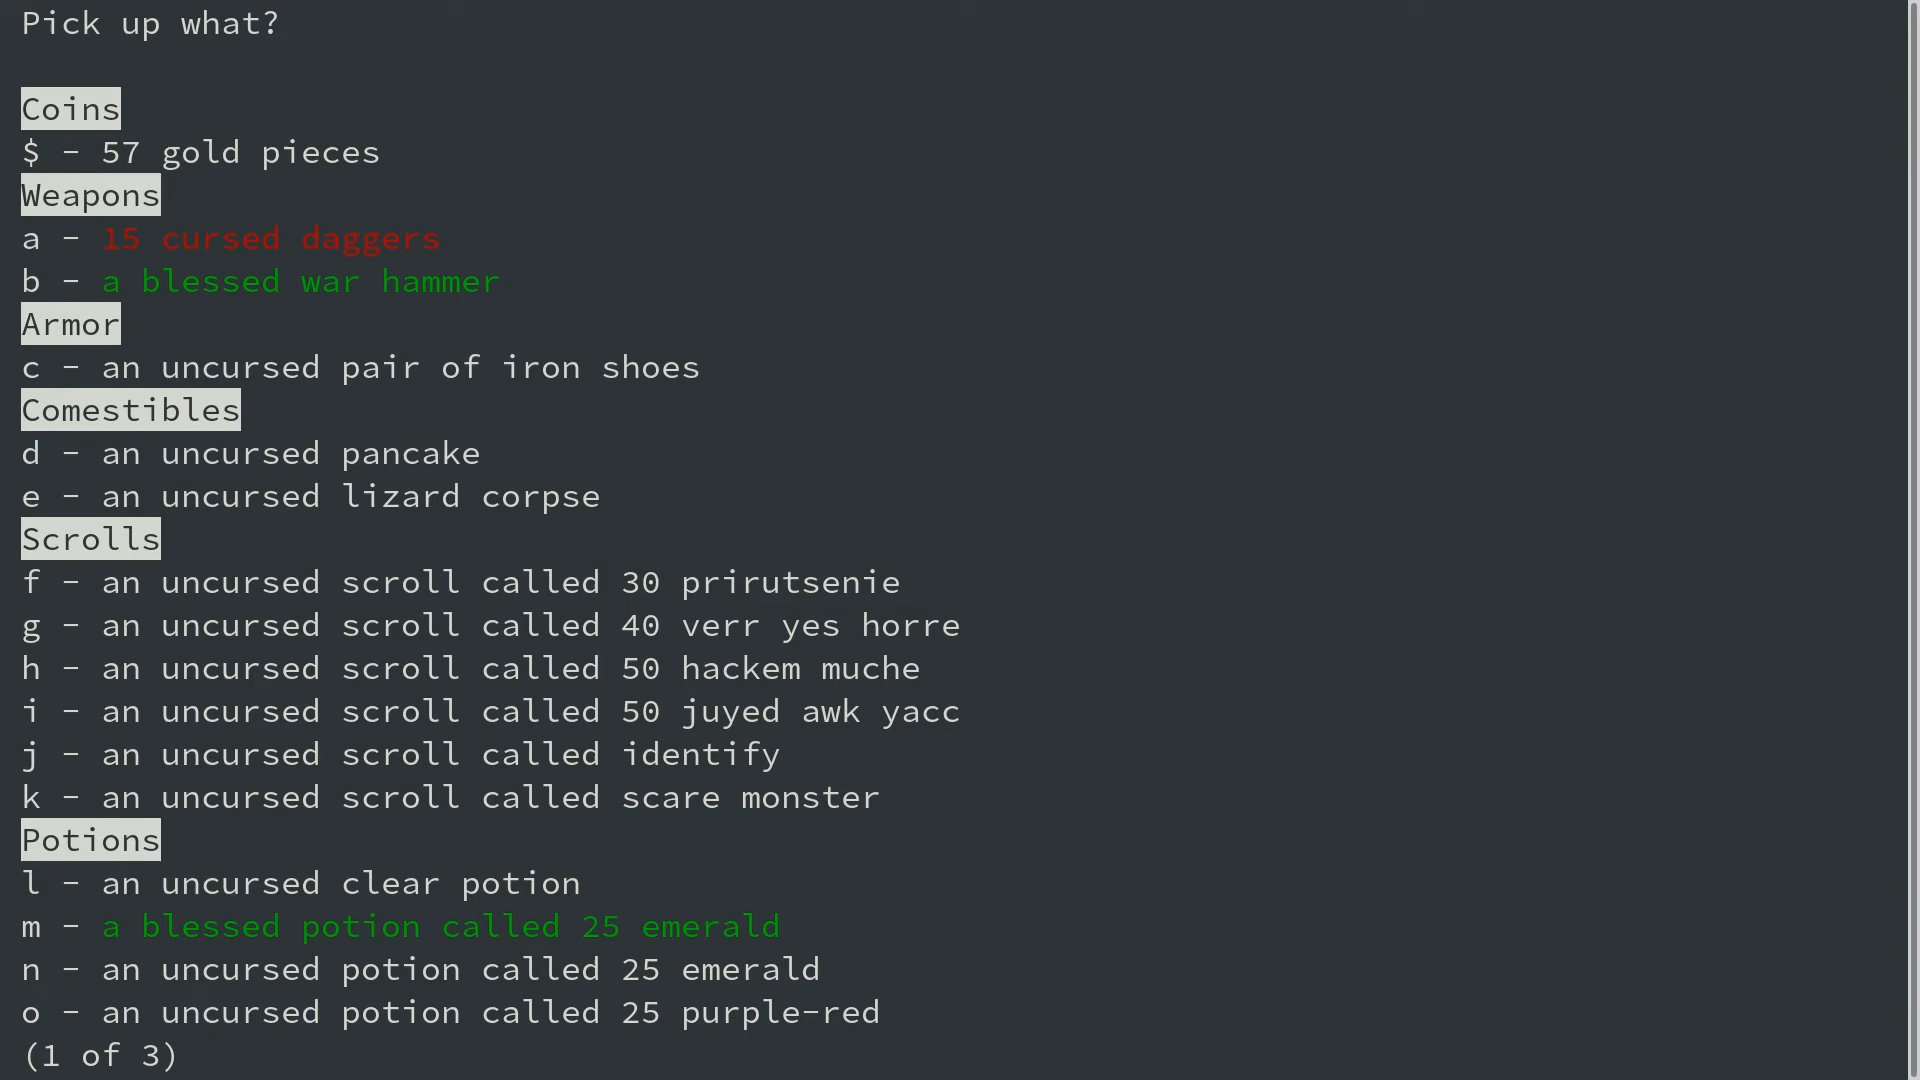 Pick up what?
Coins
$ - 57 gold pieces
Weapons
a - 15 cursed daggers
b - a blessed war hammer
Armor
c - an uncursed pair of iron shoes
Comestibles
d - an uncursed pancake
e - an uncursed lizard corpse
Scrolls
f - an uncursed scroll called 30 prirutsenie
g - an uncursed scroll called 40 verr yes horre
h - an uncursed scroll called 50 hackem muche
i - an uncursed scroll called 50 juyed awk yacc
j - an uncursed scroll called identify
k - an uncursed scroll called scare monster
Potions
l - an uncursed clear potion
m - a blessed potion called 25 emerald
n - an uncursed potion called 25 emerald
o - an uncursed potion called 25 purple-red
(1 of 3)